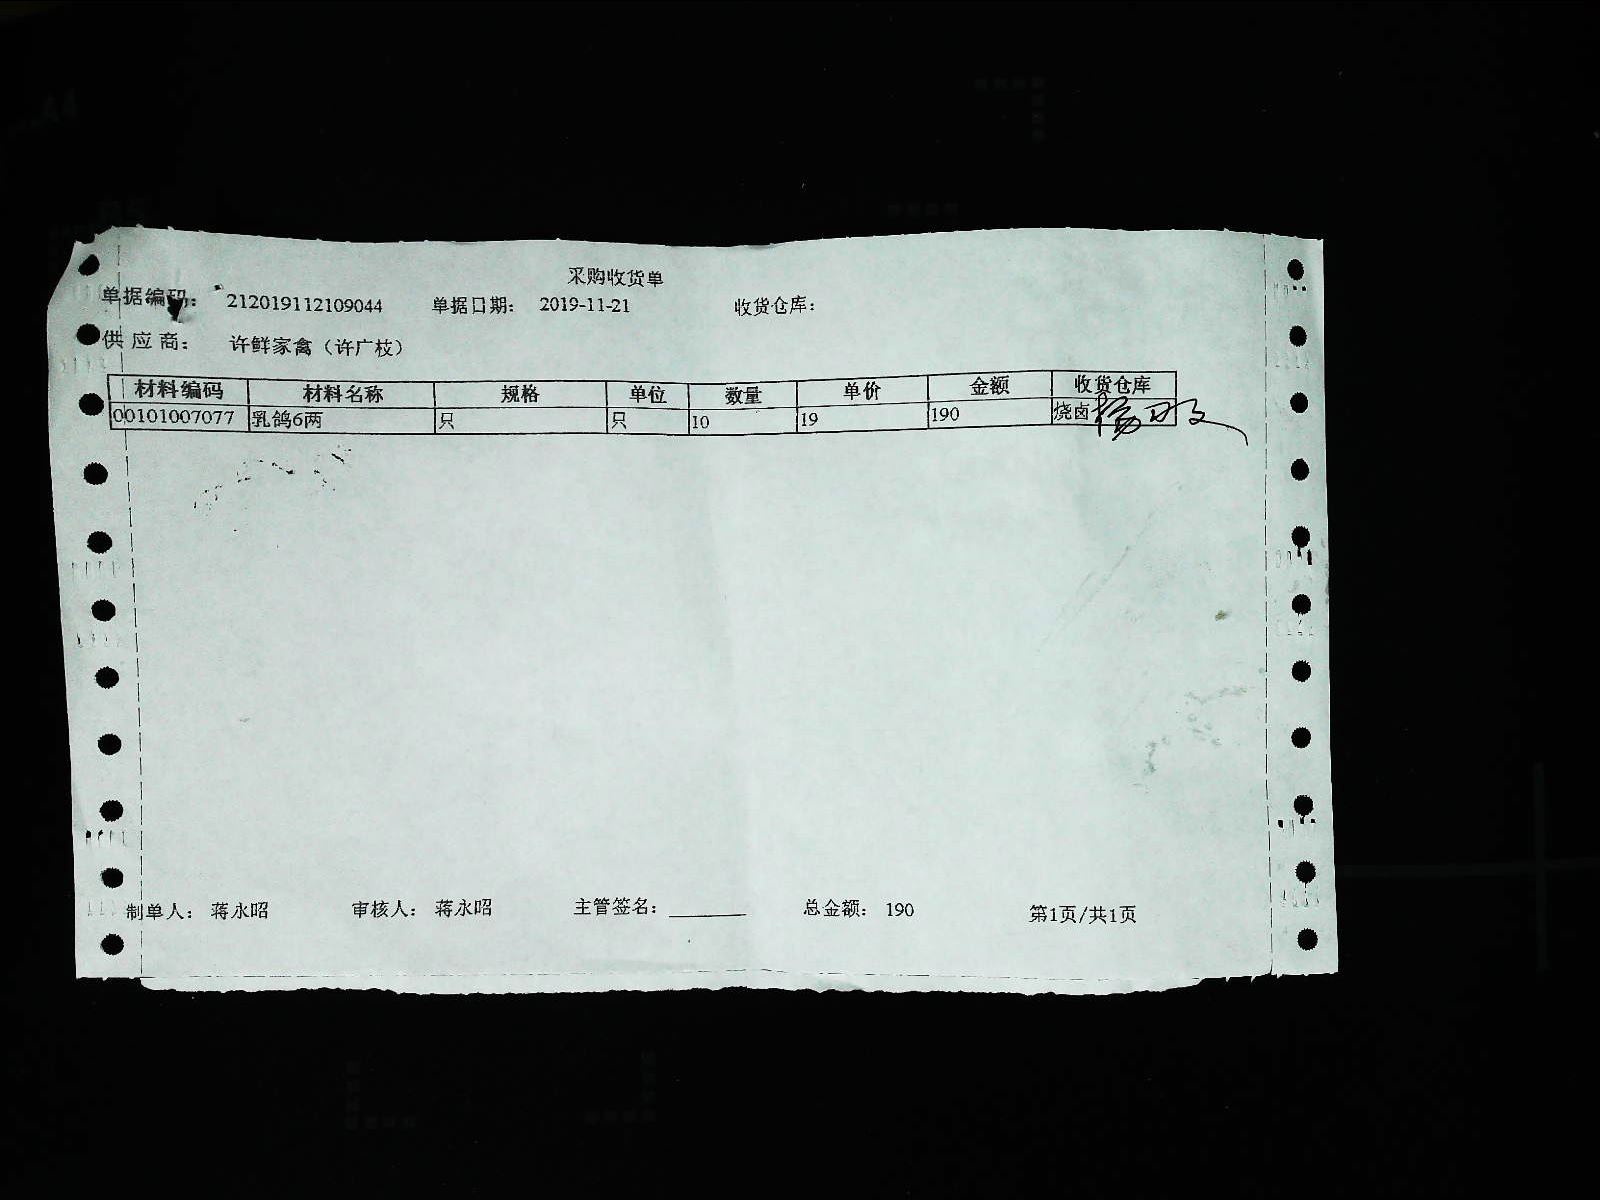 采购收货单
单据编码: 212019112109044 单据日期: 2019-11-21 收货仓库:
供应商: 许鲜家禽（许广枝）
材料编码 材料名称 规格 单位 数量 单价 金额 收货仓库
00101007077 乳鸽6两 只 只 10 19 190 烧卤
制单人: 蒋永昭 审核人: 蒋永昭 主管签名: 总金额: 190 第1页/共1页